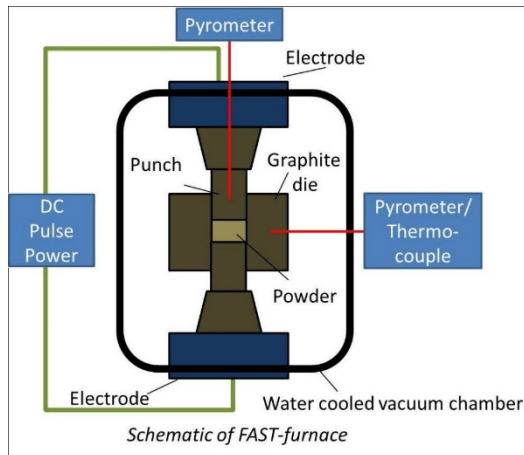 Pyrometer
Electrode
Punch
Graphite
die
DC
Pulse
Power
Pyrometer/
Thermo-
couple
Powder
Electrode
Water cooled vacuum chamber
Schematic of FAST-furnace